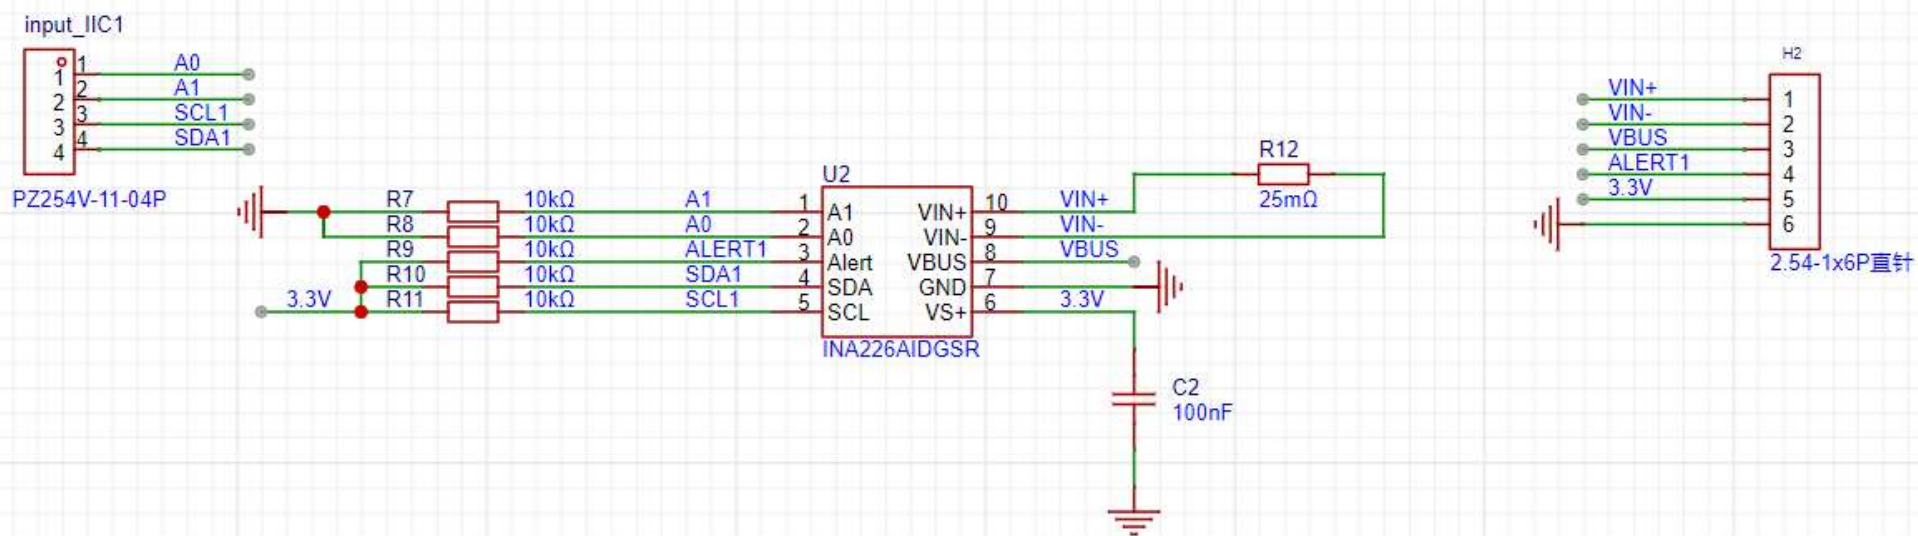 input_IIC1
1 1 A0
2 2 A1
3 3 SCL1
4 4 SDA1
PZ254V-11-04P
R7 10kΩ A1
R8 10kΩ A0
R9 10kΩ ALERT1
R10 10kΩ SDA1
3.3V R11 10kΩ SCL1
U2
1 A1 VIN+ 10 VIN+
2 A0 VIN- 9 VIN-
3 Alert VBUS 8 VBUS
4 SDA GND 7
5 SCL VS+ 6 3.3V
INA226AIDGSR
R12
25mΩ
C2
100nF
H2
VIN+ 1
VIN- 2
VBUS 3
ALERT1 4
3.3V 5
6
2.54-1x6P直针